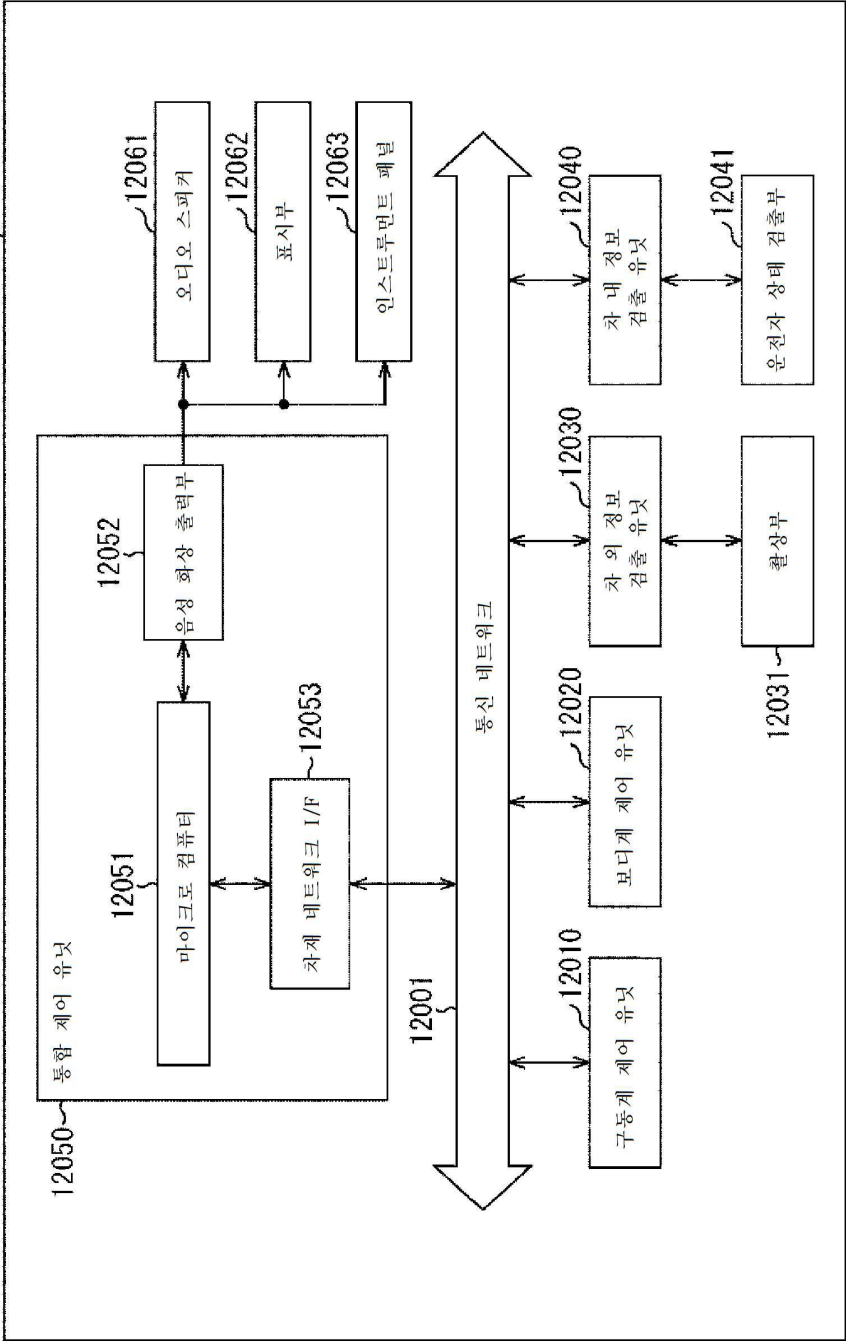 12050
통합 제어 유닛
12051
마이크로 컴퓨터
12052
음성 화상 출력부
12053
차재 네트워크 I/F
12061
오디오 스피커
12062
표시부
12063
인스트루먼트 패널
12001
통신 네트워크
12010
구동계 제어 유닛
12020
보디계 제어 유닛
12030
차 외 정보
검출 유닛
12040
차 내 정보
검출 유닛
12031
촬상부
12041
운전자 상태 검출부